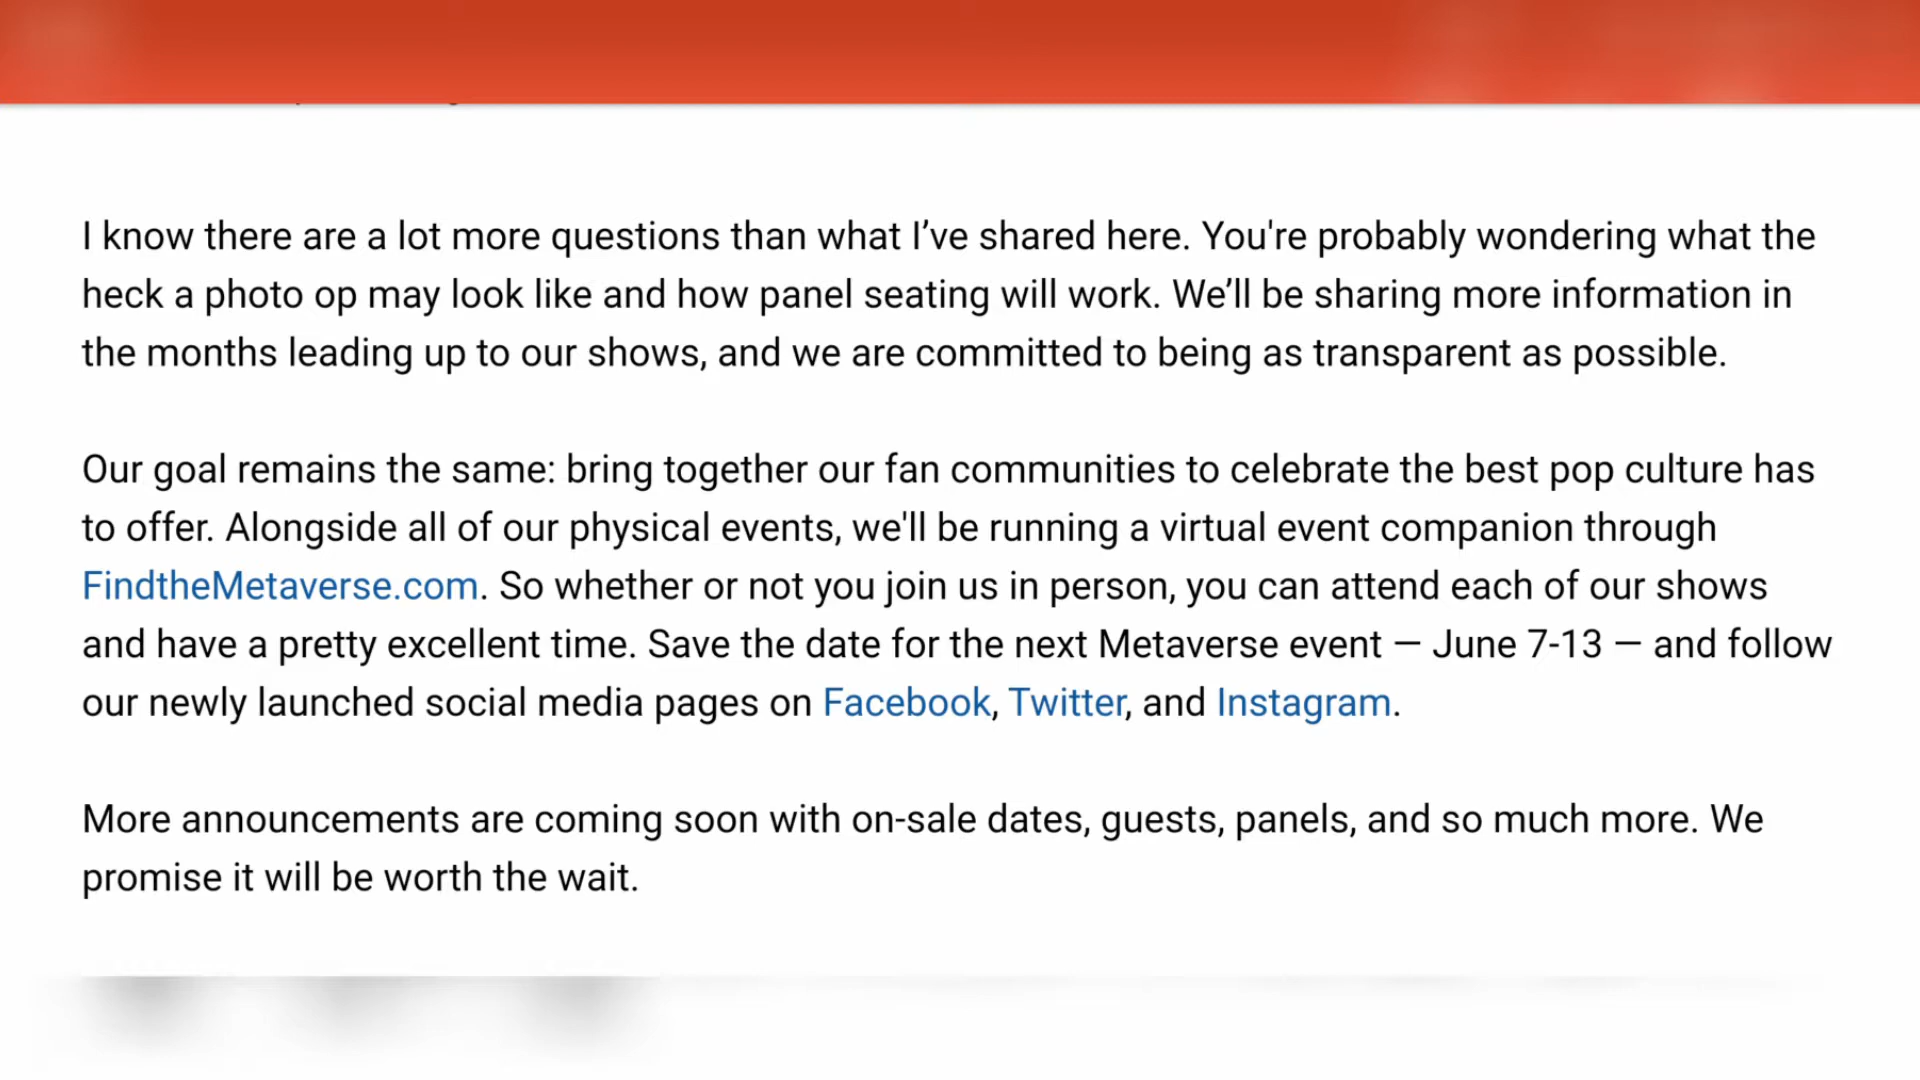 I know there are a lot more questions than what I’ve shared here. You're probably wondering what the
heck a photo op may look like and how panel seating will work. We’ll be sharing more information in
the months leading up to our shows, and we are committed to being as transparent as possible.
Our goal remains the same: bring together our fan communities to celebrate the best pop culture has
to offer. Alongside all of our physical events, we'll be running a virtual event companion through
FindtheMetaverse.com. So whether or not you join us in person, you can attend each of our shows
and have a pretty excellent time. Save the date for the next Metaverse event — June 7-13 — and follow
our newly launched social media pages on Facebook, Twitter, and Instagram.
More announcements are coming soon with on-sale dates, guests, panels, and so much more. We
promise it will be worth the wait.